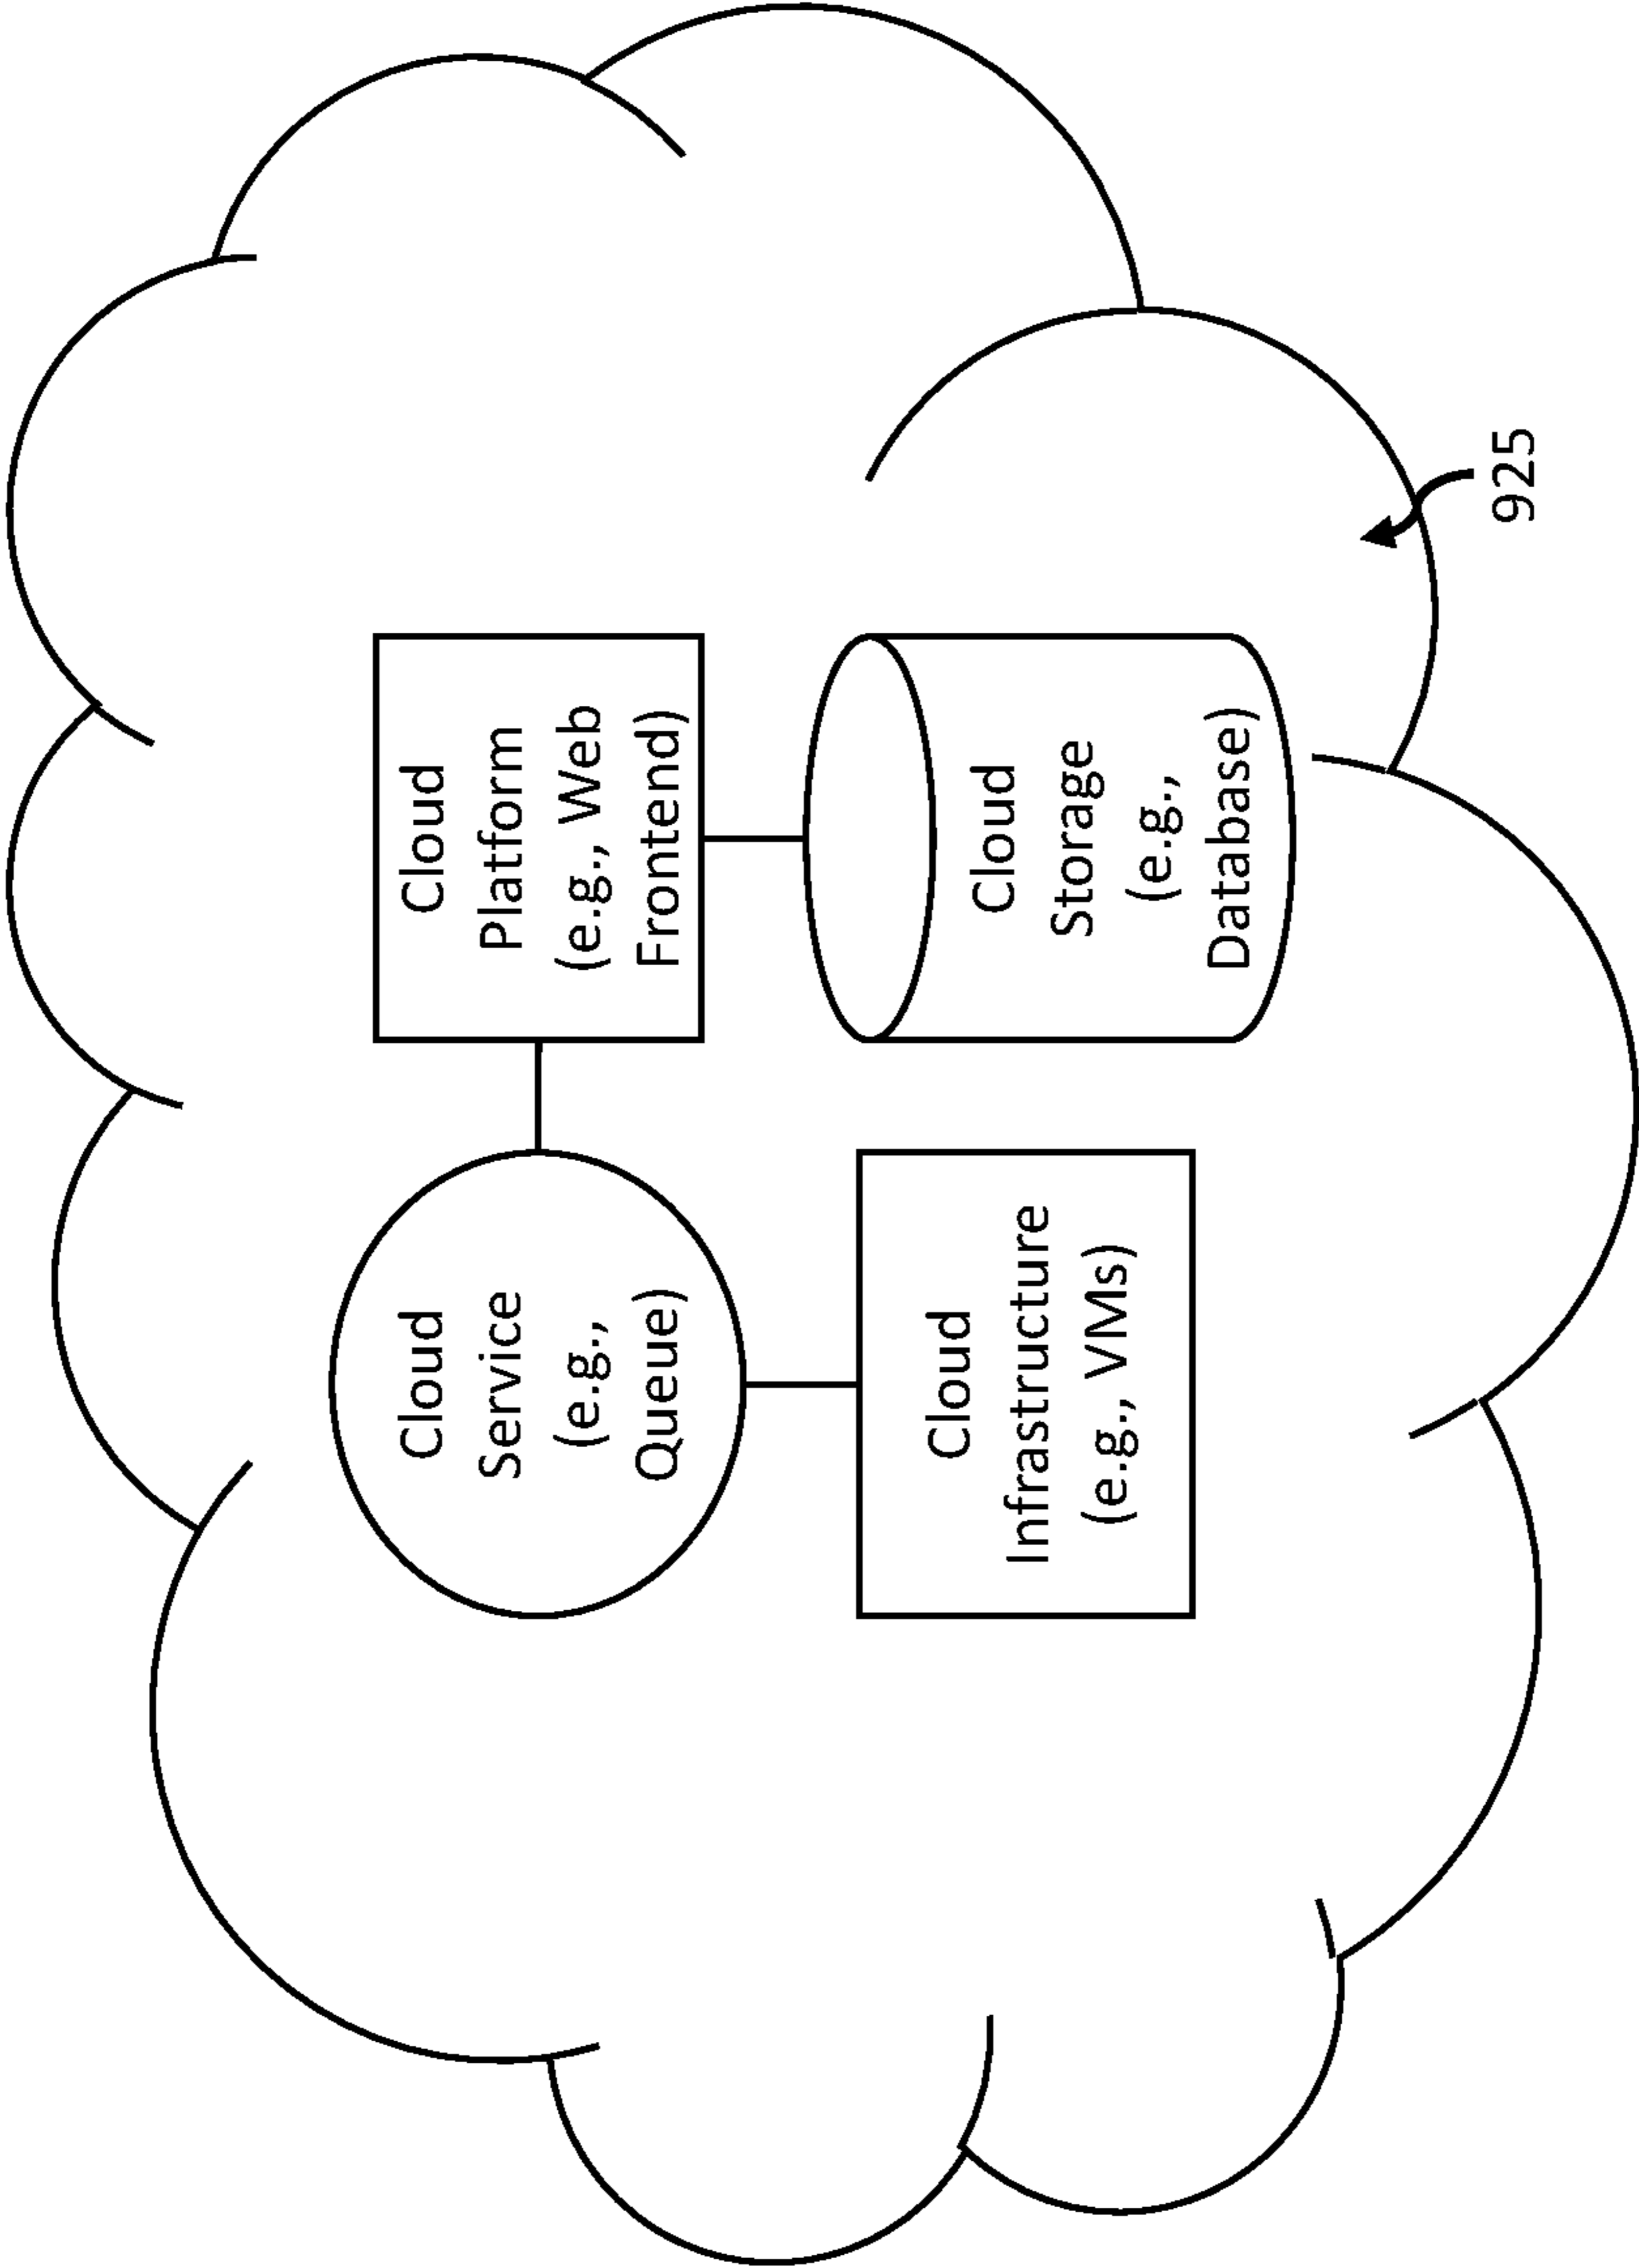 Cloud
Service
(e.g.,
Queue)
Cloud
Platform
(e.g., Web
Frontend)
Cloud
Infrastructure
(e.g., VMs)
Cloud
Storage
(e.g.,
Database)
925